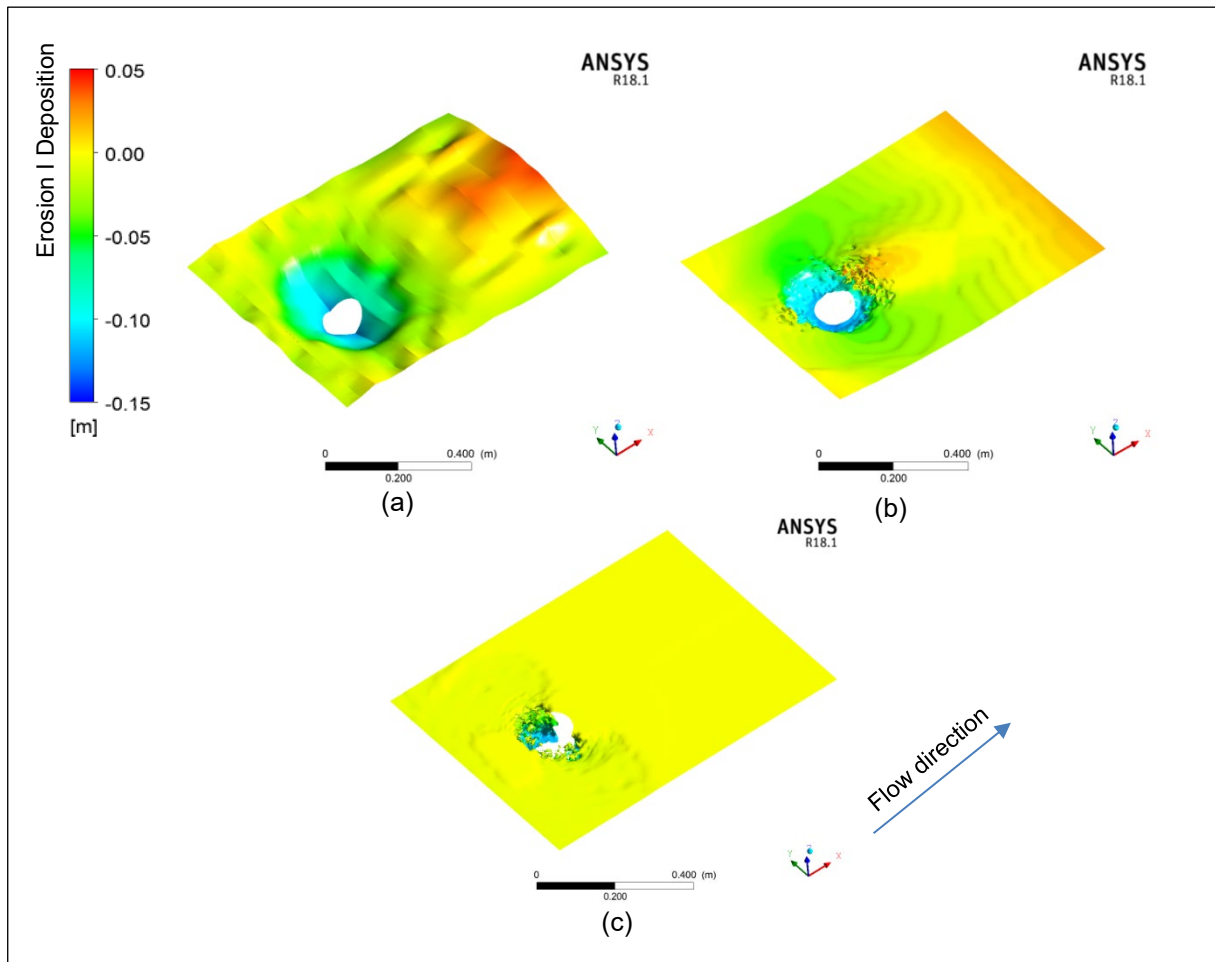 Erosion I Deposition
0.05
0.00
-0.05
-0.10
-0.15
[m]
ANSYS
R18.1
Y
Z
X
0
0.400 (m)
0.200
(a)
ANSYS
R18.1
Y
Z
X
0
0.400 (m)
0.200
(b)
ANSYS
R18.1
Flow direction
Y
Z
X
0
0.400 (m)
0.200
(c)